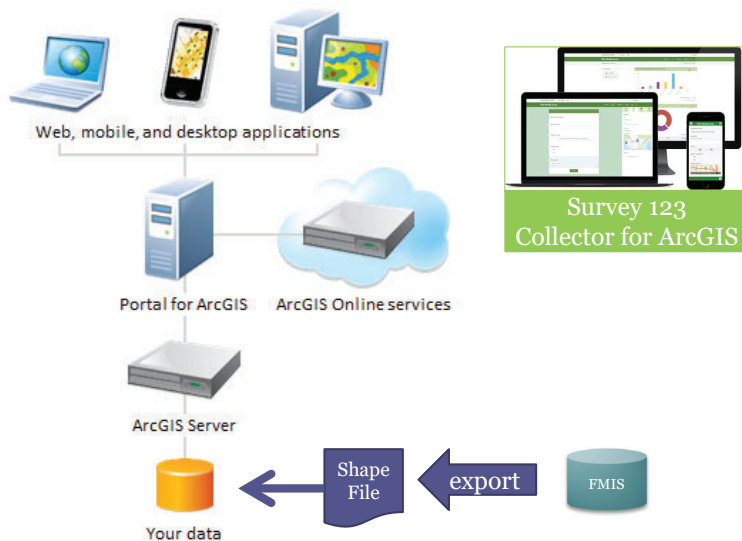 Web, mobile, and desktop applications
Survey 123
Collector for ArcGIS
Portal for ArcGIS
ArcGIS Online services
ArcGIS Server
Shape
File
export
FMIS
Your data